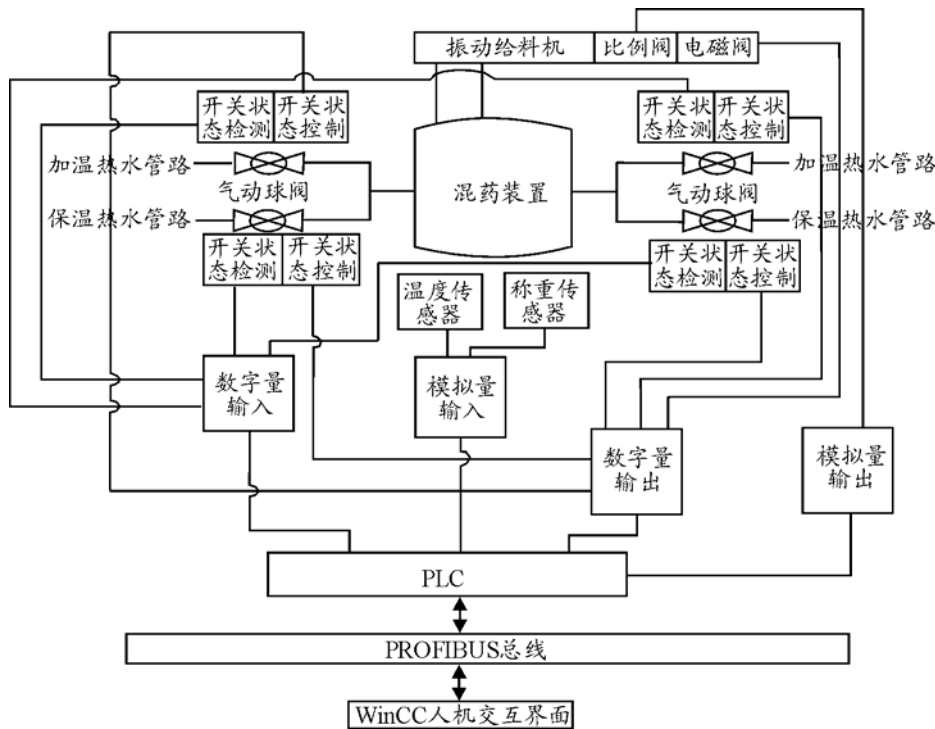 振动给料机
比例阀
电磁阀
开关状
态检测
开关状
态控制
开关状
态检测
开关状
态控制
加温热水管路
气动球阀
保温热水管路
混药装置
加温热水管路
气动球阀
保温热水管路
开关状
态检测
开关状
态控制
开关状
态检测
开关状
态控制
温度传
感器
称重传
感器
数字量
输入
模拟量
输入
数字量
输出
模拟量
输出
PLC
PROFIBUS总线
WinCC人机交互界面